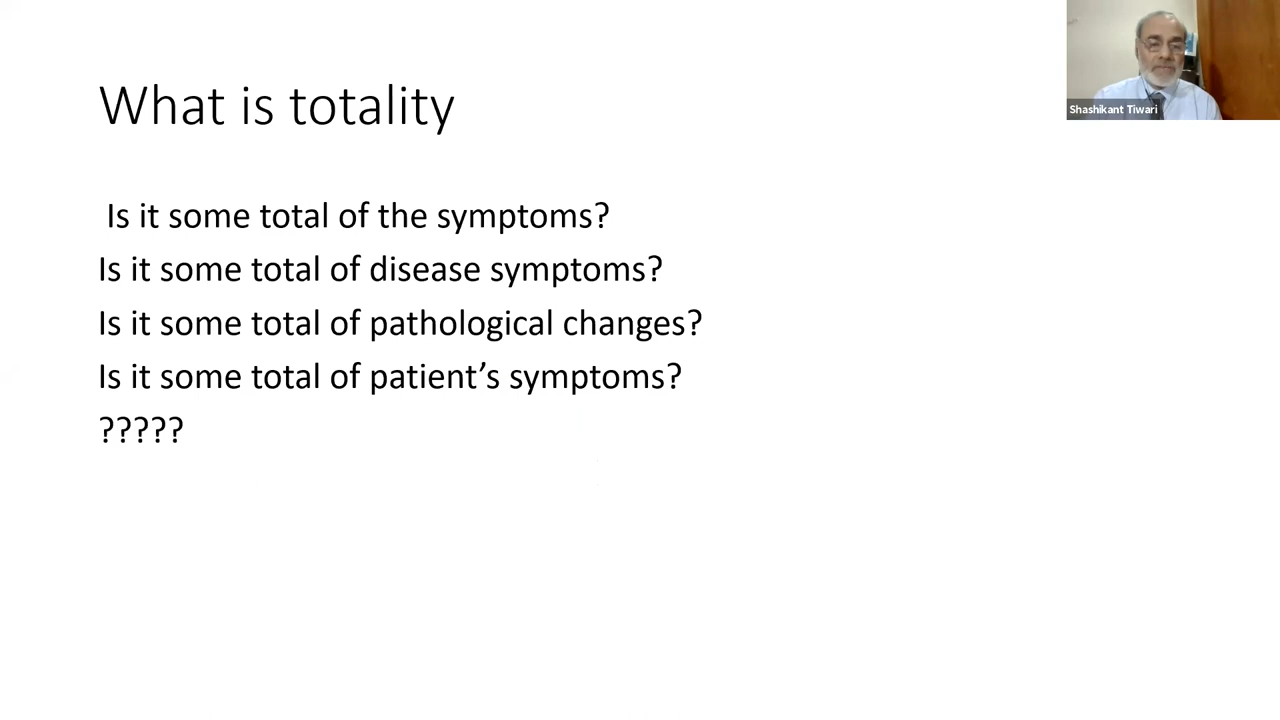 What is totality
Shashikant Tiwari
Is it some total of the symptoms?
Is it some total of disease symptoms?
Is it some total of pathological changes?
Is it some total of patient’s symptoms?
?????